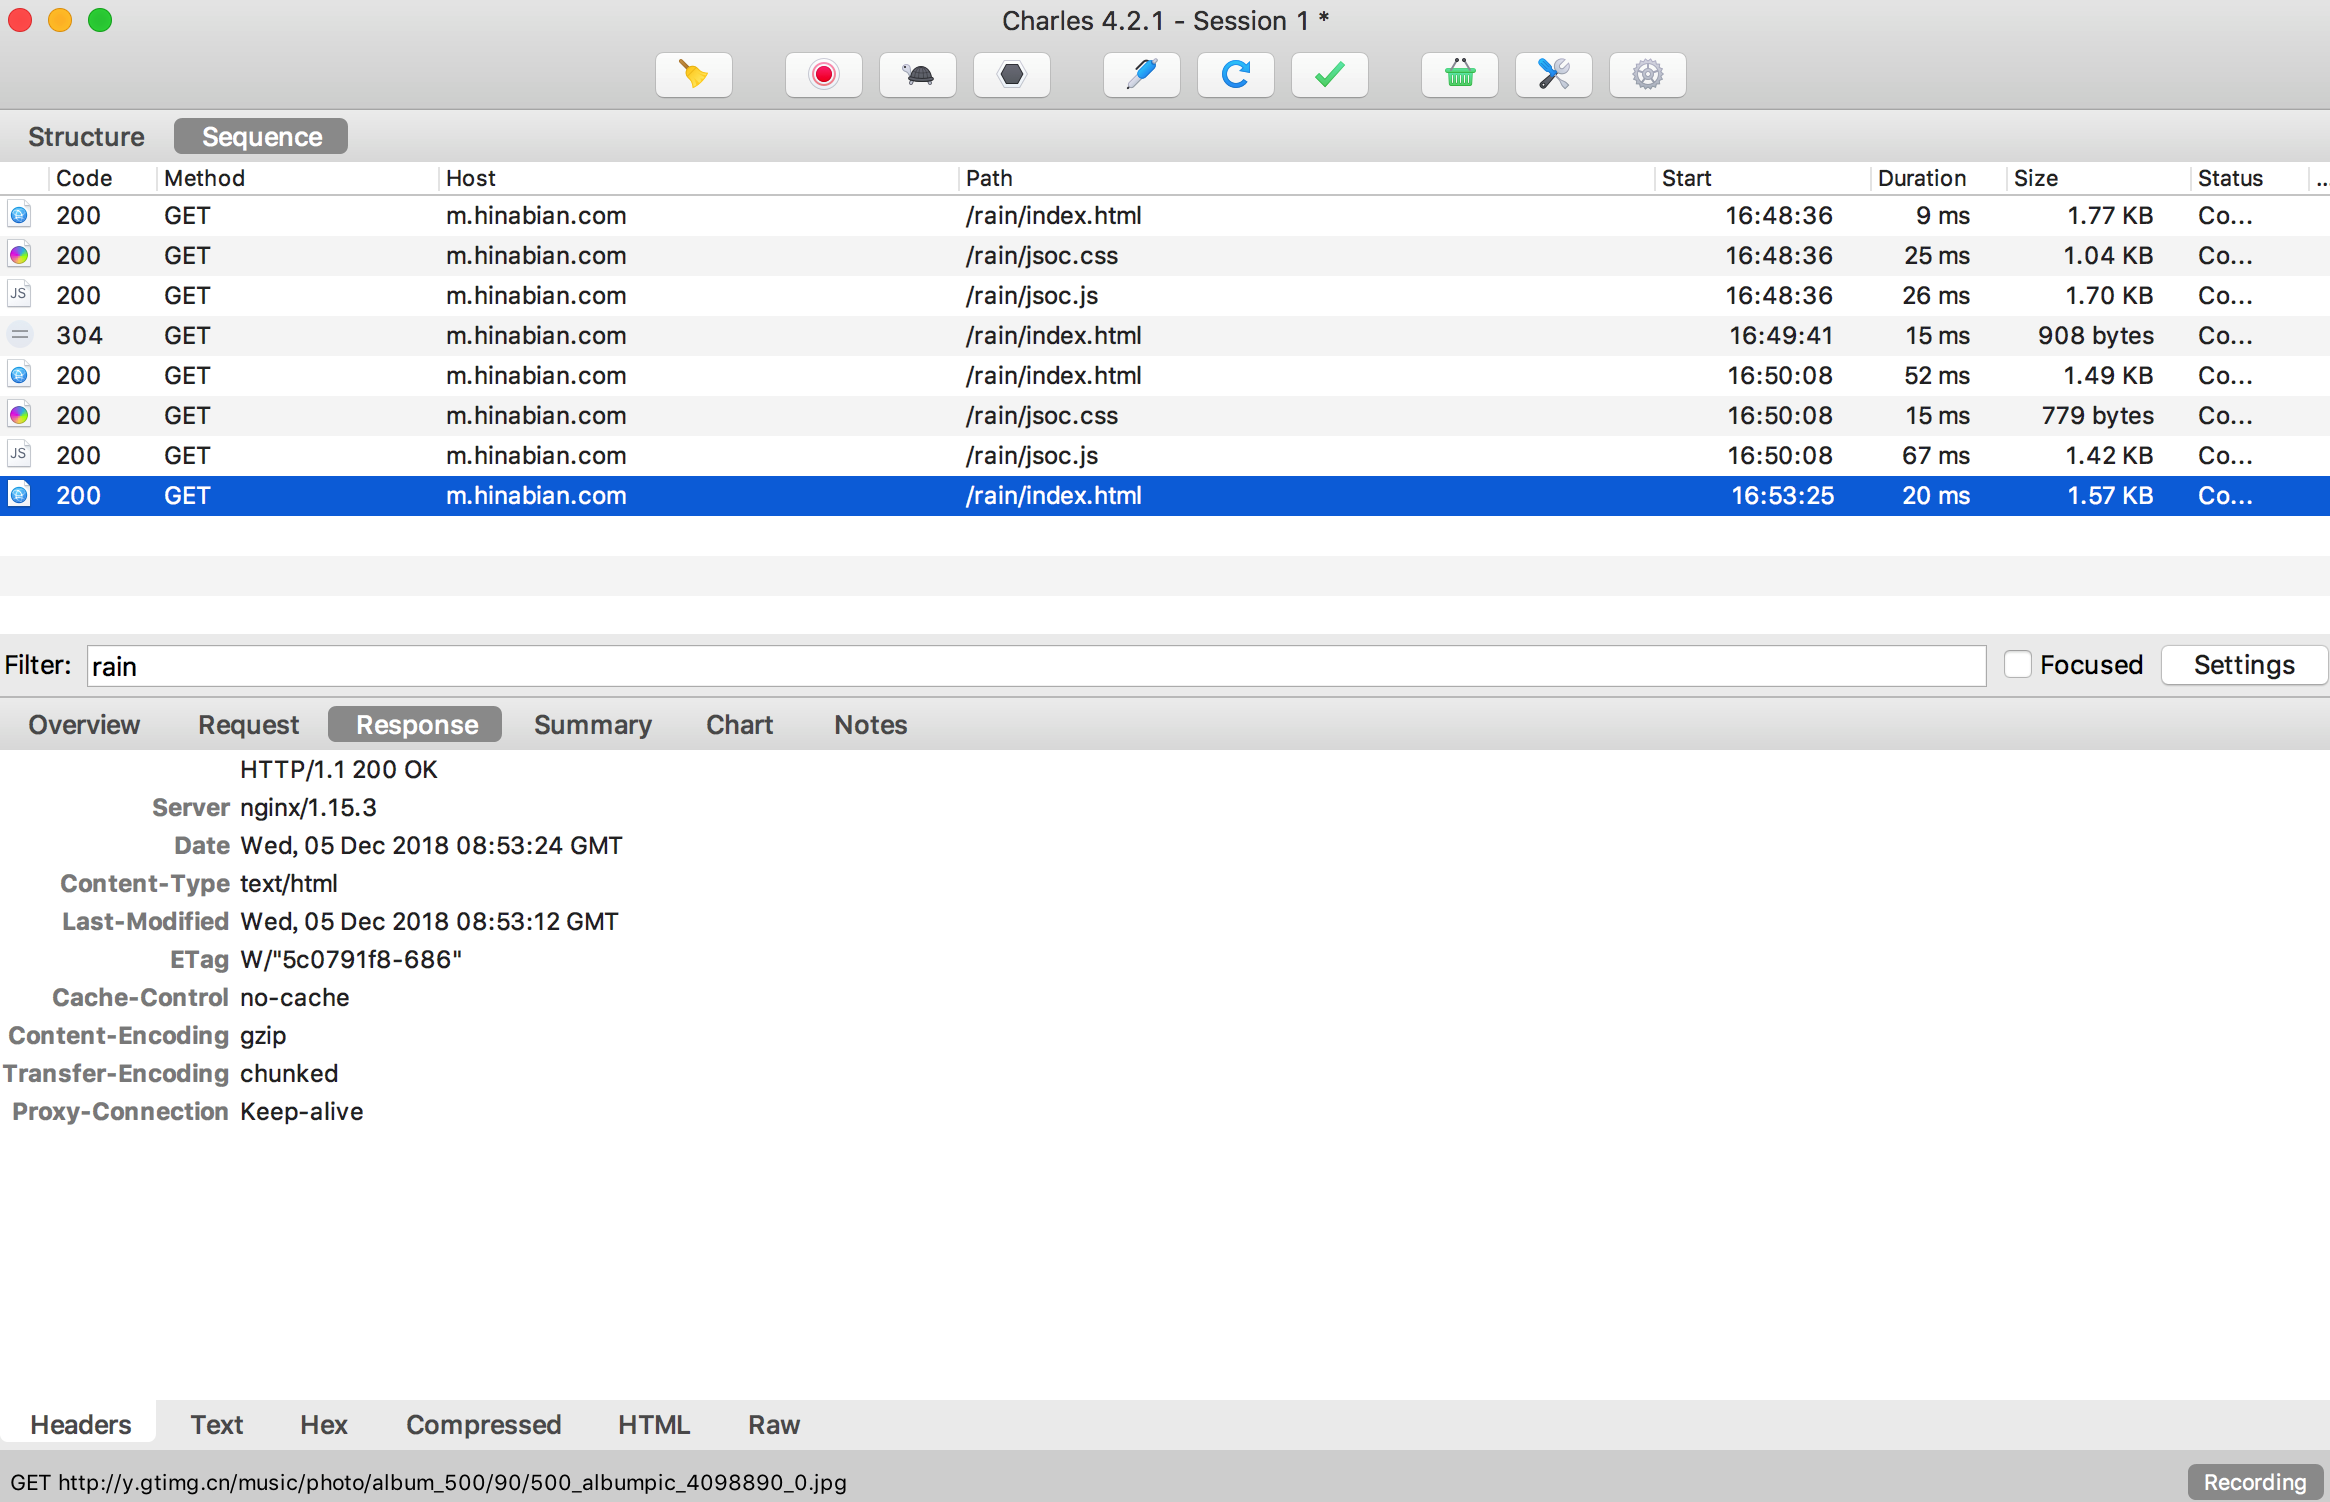 Charles 4.2.1 - Session 1 *
Structure Sequence
Code Method Host Path Start Duration Size Status ...
200 GET m.hinabian.com /rain/index.html 16:48:36 9 ms 1.77 KB Co...
200 GET m.hinabian.com /rain/jsoc.css 16:48:36 25 ms 1.04 KB Co...
JS 200 GET m.hinabian.com /rain/jsoc.js 16:48:36 26 ms 1.70 KB Co...
304 GET m.hinabian.com /rain/index.html 16:49:41 15 ms 908 bytes Co...
200 GET m.hinabian.com /rain/index.html 16:50:08 52 ms 1.49 KB Co...
200 GET m.hinabian.com /rain/jsoc.css 16:50:08 15 ms 779 bytes Co...
JS 200 GET m.hinabian.com /rain/jsoc.js 16:50:08 67 ms 1.42 KB Co...
200 GET m.hinabian.com /rain/index.html 16:53:25 20 ms 1.57 KB Co...
Filter: rain Focused Settings
Overview Request Response Summary Chart Notes
HTTP/1.1 200 OK
Server nginx/1.15.3
Date Wed, 05 Dec 2018 08:53:24 GMT
Content-Type text/html
Last-Modified Wed, 05 Dec 2018 08:53:12 GMT
ETag W/"5c0791f8-686"
Cache-Control no-cache
Content-Encoding gzip
Transfer-Encoding chunked
Proxy-Connection Keep-alive
Headers Text Hex Compressed HTML Raw
GET http://y.gtimg.cn/music/photo/album_500/90/500_albumpic_4098890_0.jpg Recording